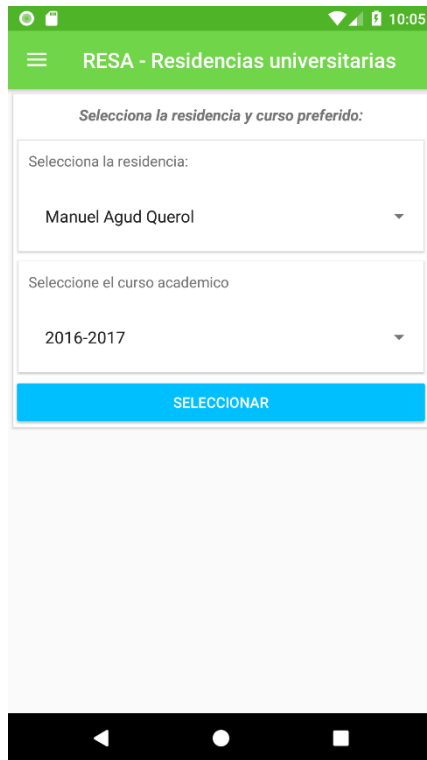 10:05
RESA - Residencias universitarias
Selecciona la residencia y curso preferido:
Selecciona la residencia:
Manuel Agud Querol
Seleccione el curso academico
2016-2017
SELECCIONAR